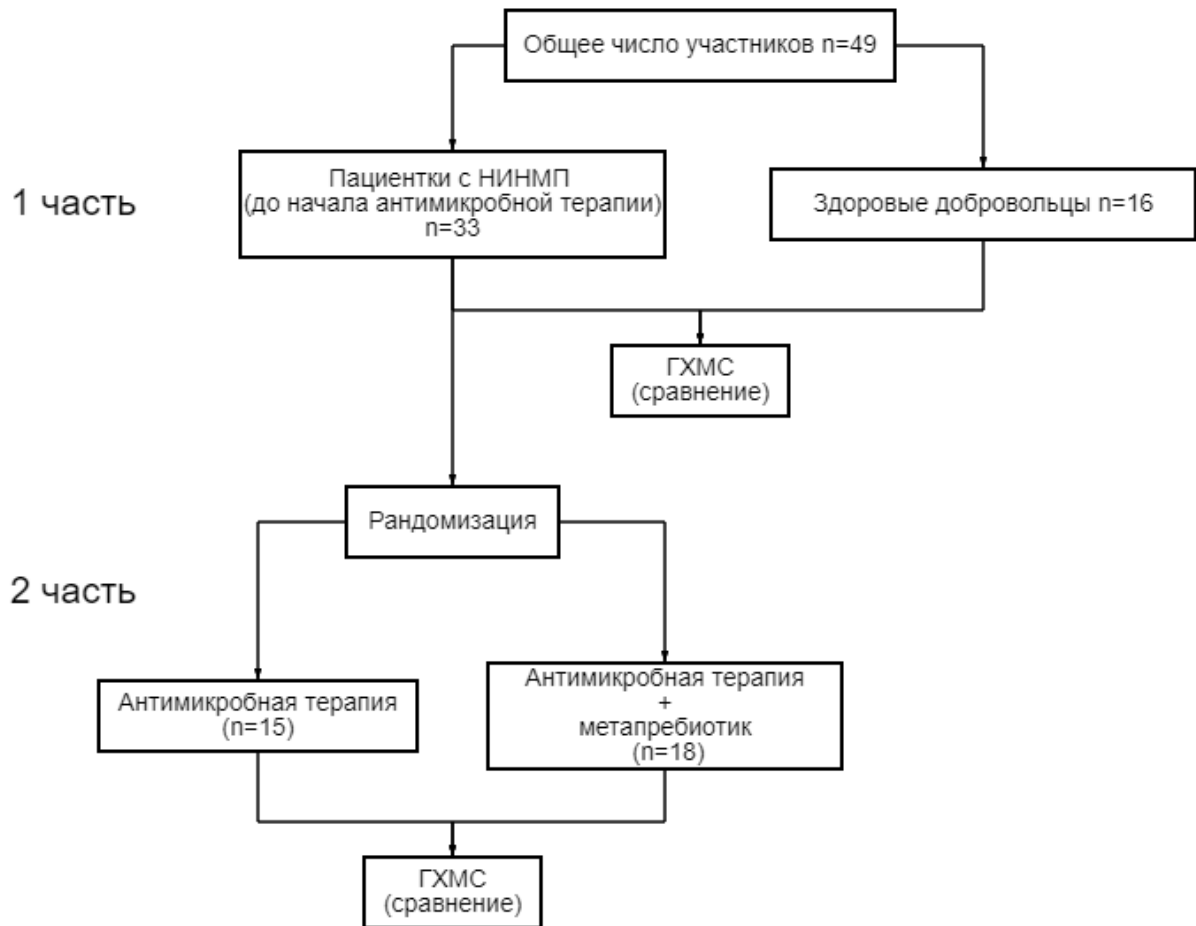 Общее число участников n=49
1 часть
Пациентки с НИНМП
(до начала антимикробной терапии)
n=33
Здоровые добровольцы n=16
ГХМС
(сравнение)
Рандомизация
2 часть
Антимикробная терапия
(n=15)
Антимикробная терапия
+
метапребиотик
(n=18)
ГХМС
(сравнение)